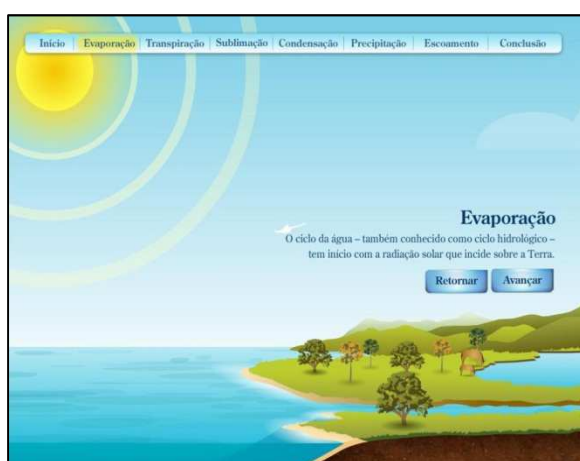 Início Evaporação Transpiração Sublimação Condensação Precipitação Escoamento Conclusão
Evaporação
O ciclo da água – também conhecido como ciclo hidrológico –
tem início com a radiação solar que incide sobre a Terra.
Retornar Avançar